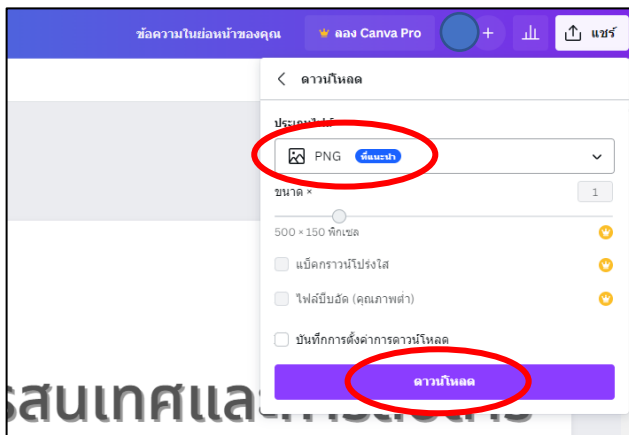 ข้อความในย่อหน้าของคุณ ลอง Canva Pro + แชร์
ดาวน์โหลด
ประเภทไฟล์
PNG ที่แนะนำ
ขนาด × 1
500 × 150 พิกเซล
แบ็คกราวน์โปร่งใส
ไฟล์บีบอัด (คุณภาพต่ำ)
บันทึกการตั้งค่าการดาวน์โหลด
ดาวน์โหลด